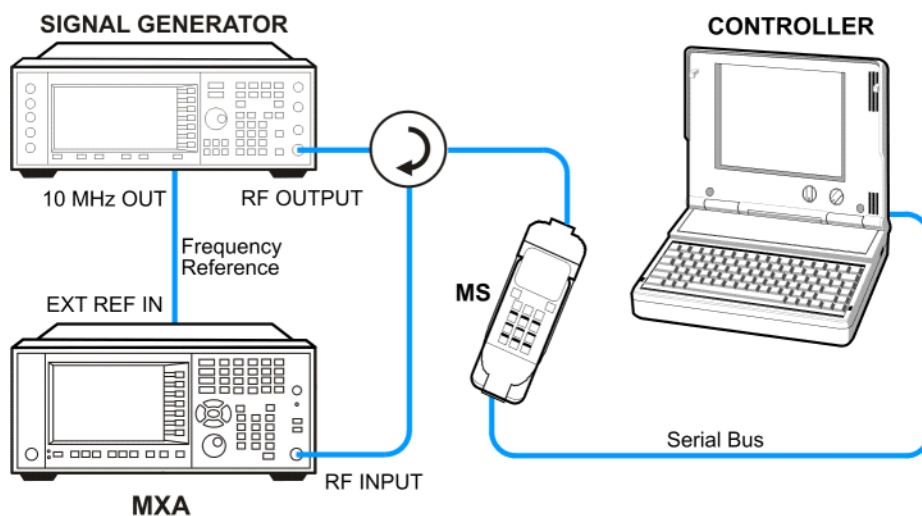 SIGNAL GENERATOR
CONTROLLER
10 MHz OUT
RF OUTPUT
Frequency
Reference
MS
EXT REF IN
Serial Bus
RF INPUT
MXA